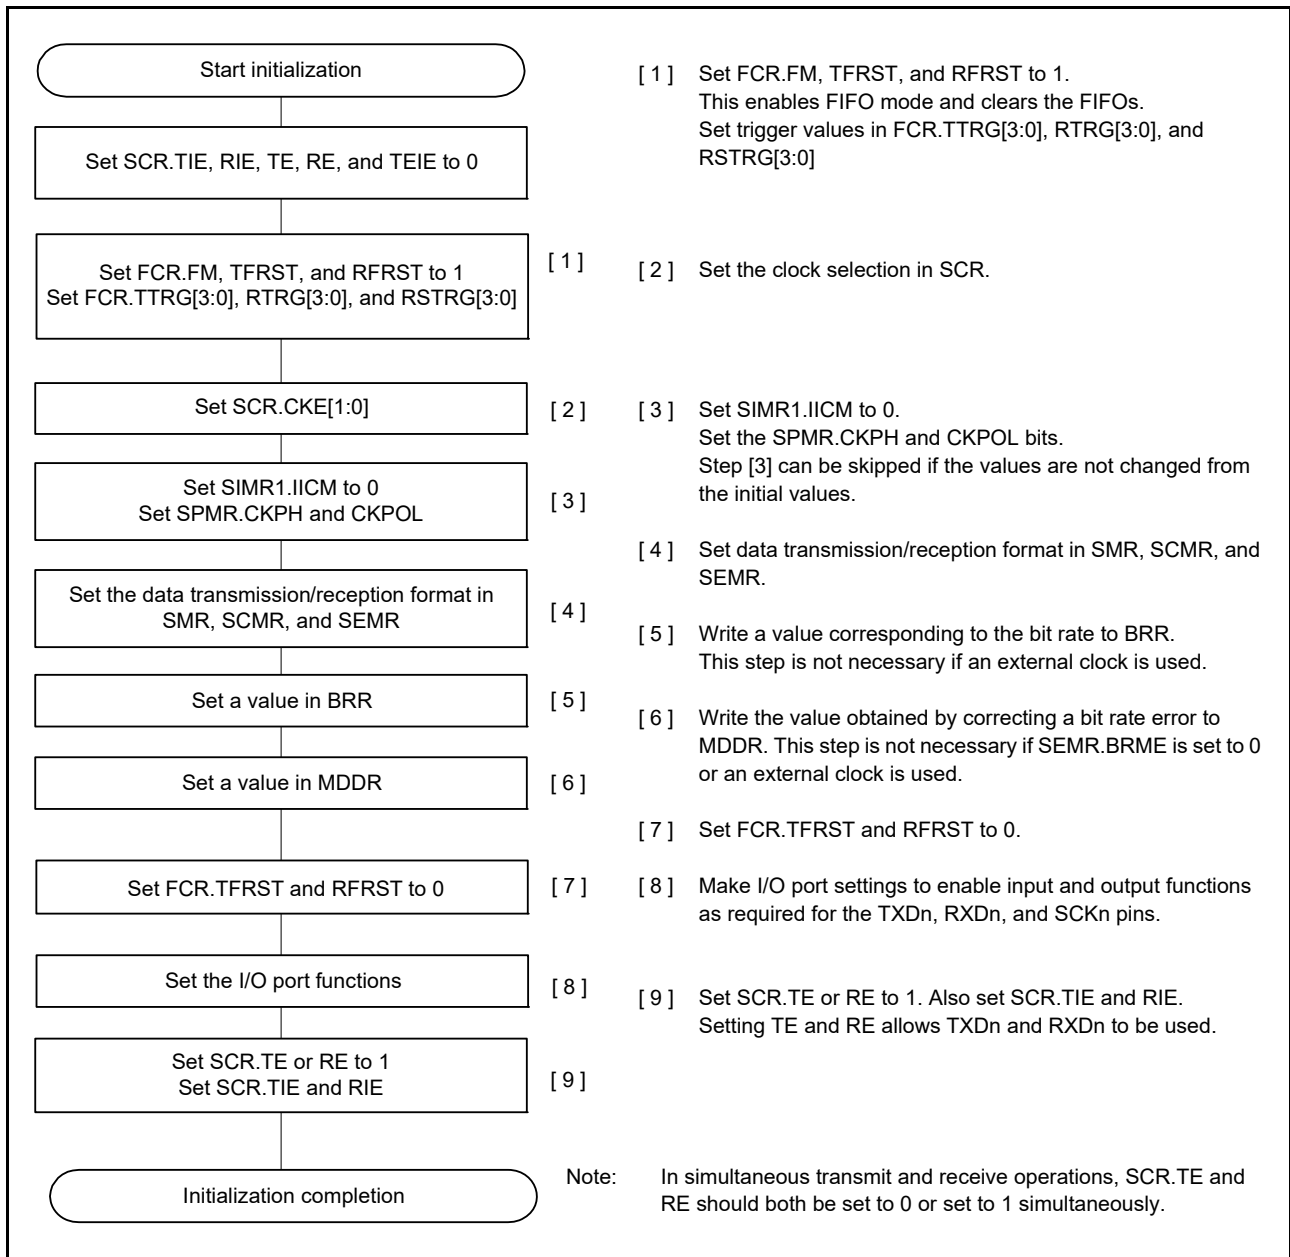 Start initialization
Set SCR.TIE, RIE, TE, RE, and TEIE to 0
Set FCR.FM, TFRST, and RFRST to 1
Set FCR.TTRG[3:0], RTRG[3:0], and RSTRG[3:0]
[ 1 ]
Set SCR.CKE[1:0]
[ 2 ]
Set SIMR1.IICM to 0
Set SPMR.CKPH and CKPOL
[ 3 ]
Set the data transmission/reception format in
SMR, SCMR, and SEMR
[ 4 ]
Set a value in BRR
[ 5 ]
Set a value in MDDR
[ 6 ]
Set FCR.TFRST and RFRST to 0
[ 7 ]
Set the I/O port functions
[ 8 ]
Set SCR.TE or RE to 1
Set SCR.TIE and RIE
[ 9 ]
Initialization completion
[ 1 ] Set FCR.FM, TFRST, and RFRST to 1.
This enables FIFO mode and clears the FIFOs.
Set trigger values in FCR.TTRG[3:0], RTRG[3:0], and
RSTRG[3:0]
[ 2 ] Set the clock selection in SCR.
[ 3 ] Set SIMR1.IICM to 0.
Set the SPMR.CKPH and CKPOL bits.
Step [3] can be skipped if the values are not changed from
the initial values.
[ 4 ] Set data transmission/reception format in SMR, SCMR, and
SEMR.
[ 5 ] Write a value corresponding to the bit rate to BRR.
This step is not necessary if an external clock is used.
[ 6 ] Write the value obtained by correcting a bit rate error to
MDDR. This step is not necessary if SEMR.BRME is set to 0
or an external clock is used.
[ 7 ] Set FCR.TFRST and RFRST to 0.
[ 8 ] Make I/O port settings to enable input and output functions
as required for the TXDn, RXDn, and SCKn pins.
[ 9 ] Set SCR.TE or RE to 1. Also set SCR.TIE and RIE.
Setting TE and RE allows TXDn and RXDn to be used.
Note: In simultaneous transmit and receive operations, SCR.TE and
RE should both be set to 0 or set to 1 simultaneously.